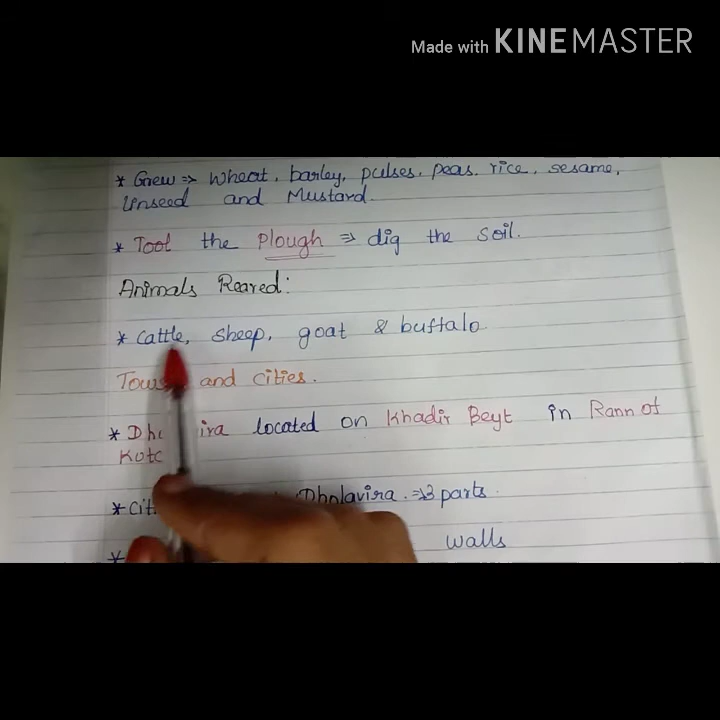 Made with KINEMASTER
* Grew => Wheat, barley, pulses, peas, rice, sesame,
linseed and Mustard.
* Tool the Plough => dig the soil.
Animals Reared:
* Cattle, sheep, goat & buffalo
and cities.
* located on Khadir Beyt in Rann of
* Dholavira => 3 parts.
* walls